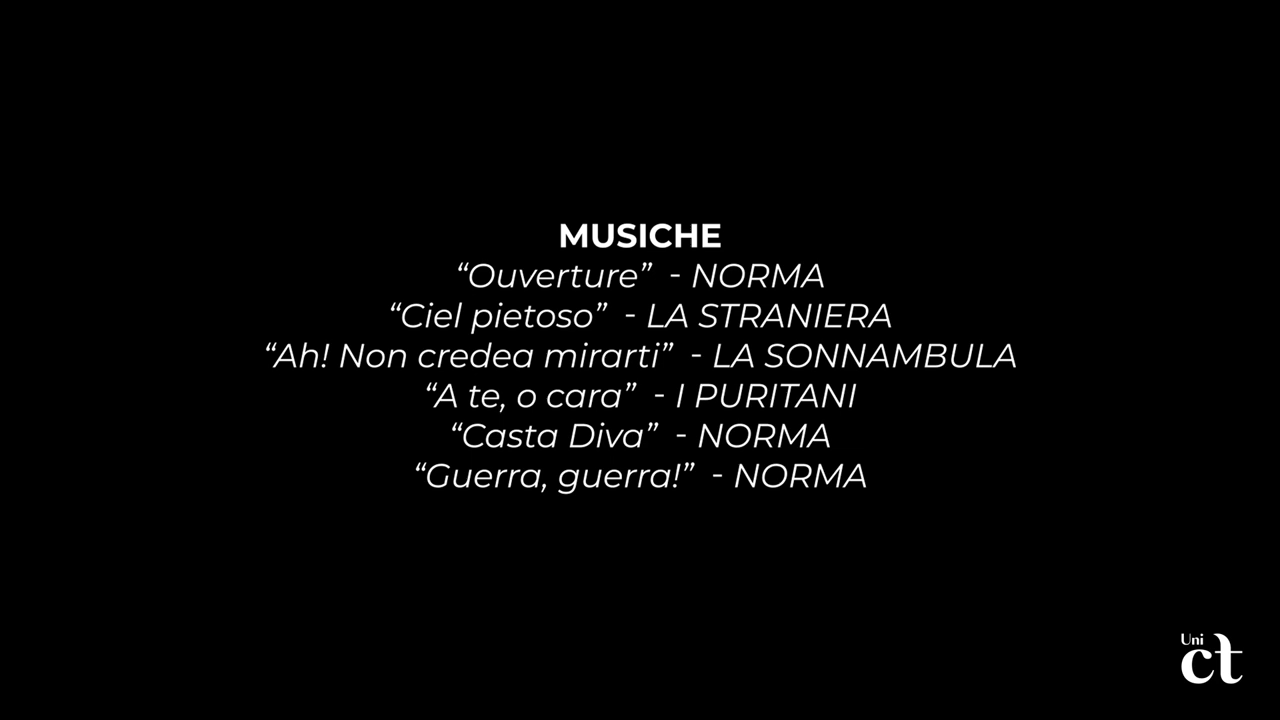 MUSICHE
“Ouverture” - NORMA
“Ciel pietoso” - LA STRANIERA
“Ah! Non credea mirarti” - LA SONNAMBULA
“A te, o cara” - I PURITANI
“Casta Diva” - NORMA
“Guerra, guerra!” - NORMA
Uni
ct